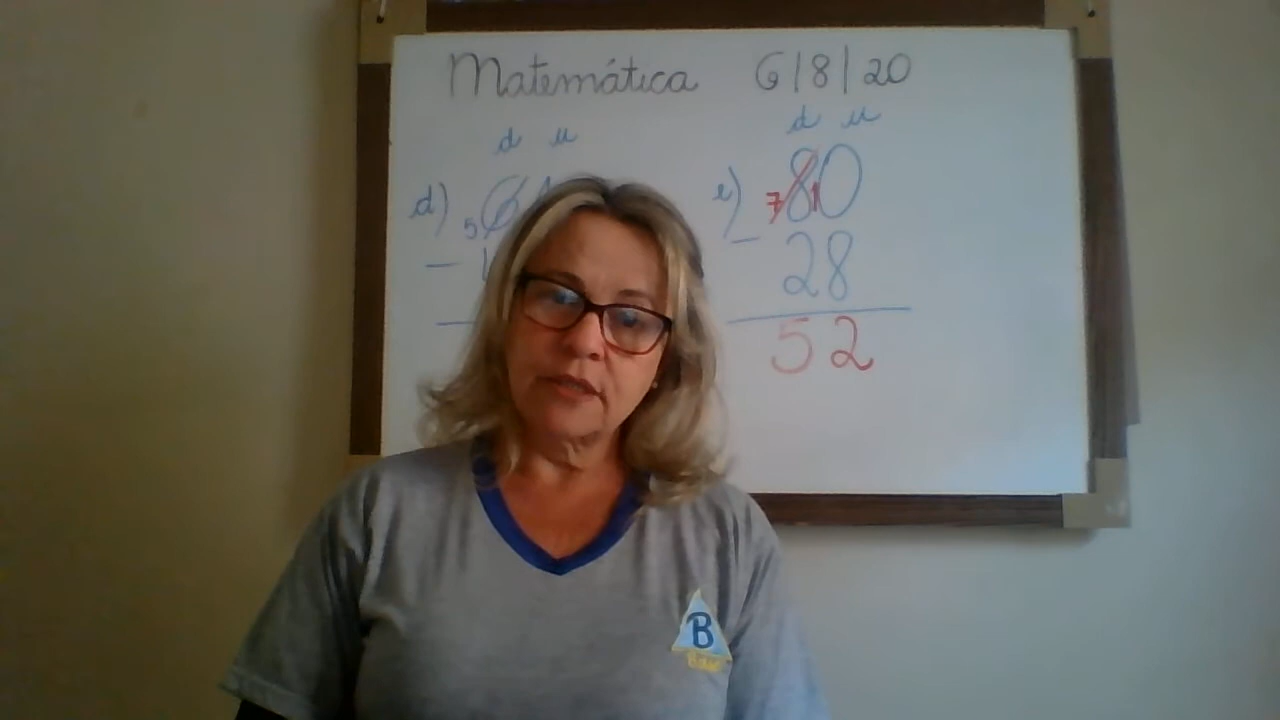 Matemática 6/8/20
d u
d u
d) 5 6
-
e) 7 8 1 0
- 28
52
B